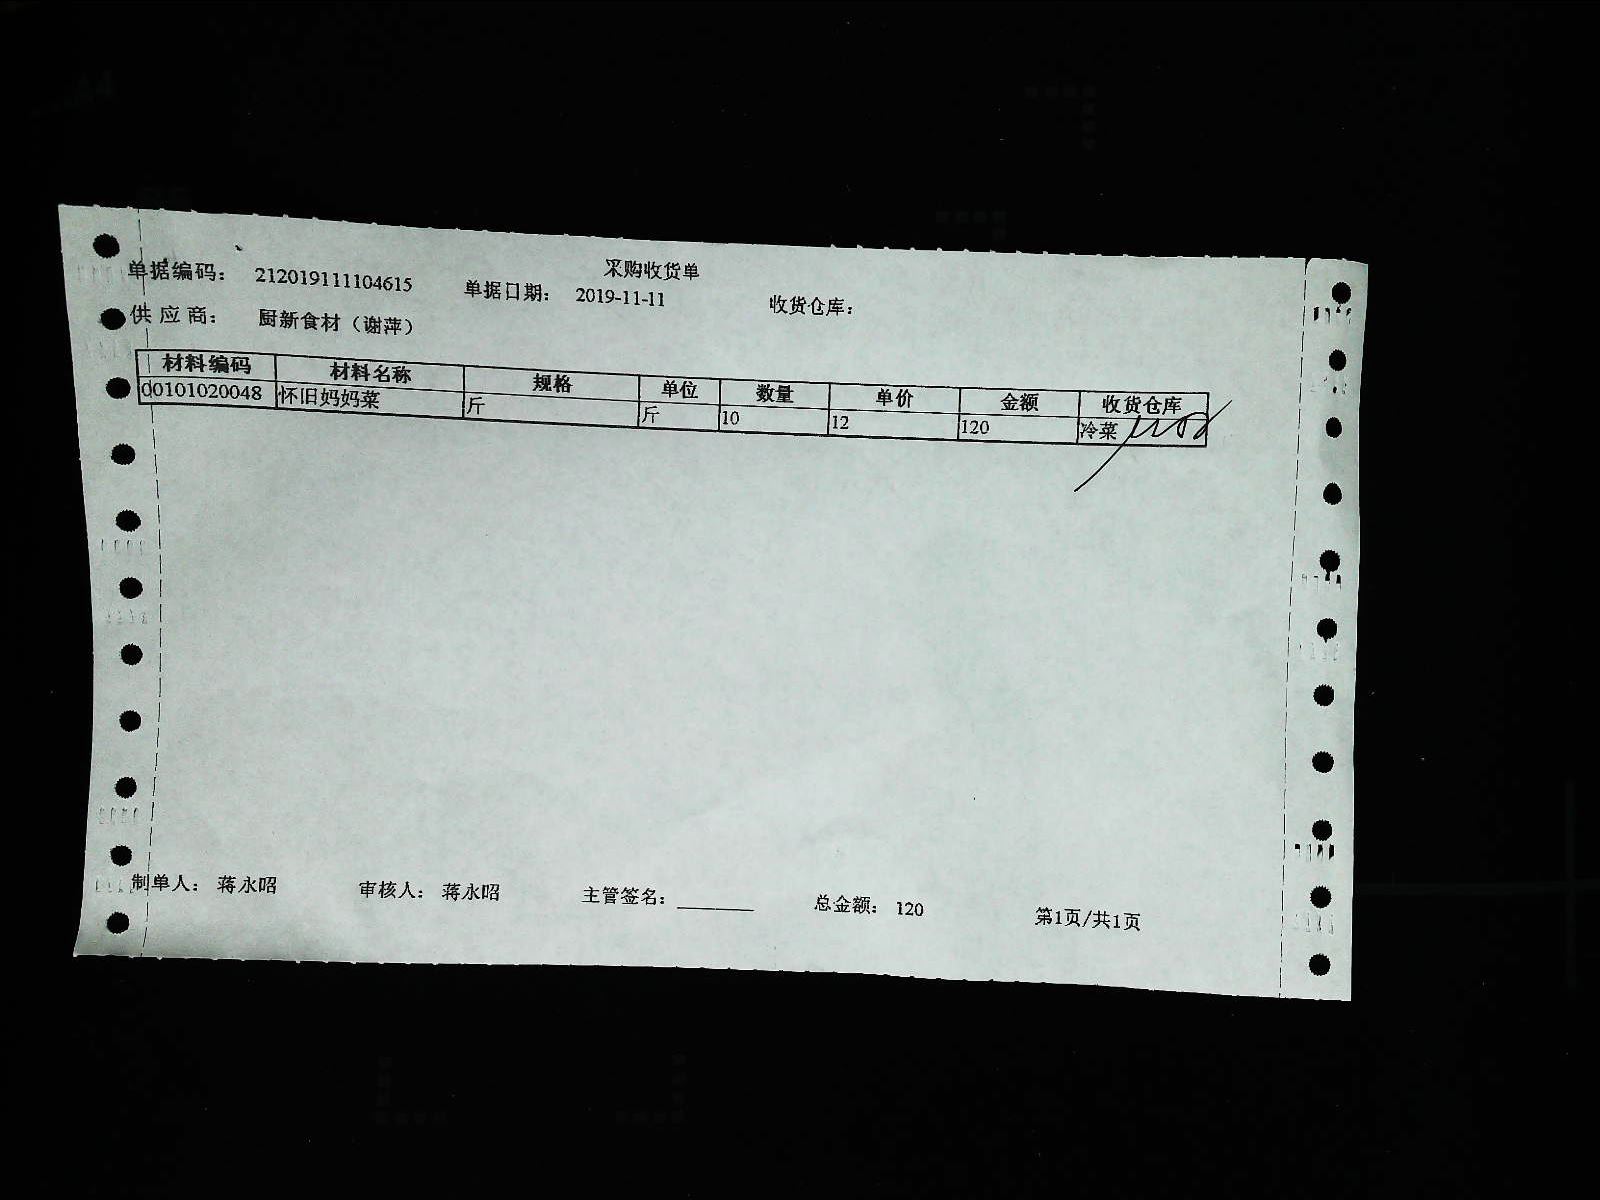 采购收货单
单据编码： 212019111104615 单据日期： 2019-11-11 收货仓库：
供 应 商： 厨新食材（谢萍）
材料编码 材料名称 规格 单位 数量 单价 金额 收货仓库
00101020048 怀旧妈妈菜 斤 斤 10 12 120 冷菜
制单人： 蒋永昭 审核人： 蒋永昭 主管签名：________ 总金额： 120 第1页/共1页